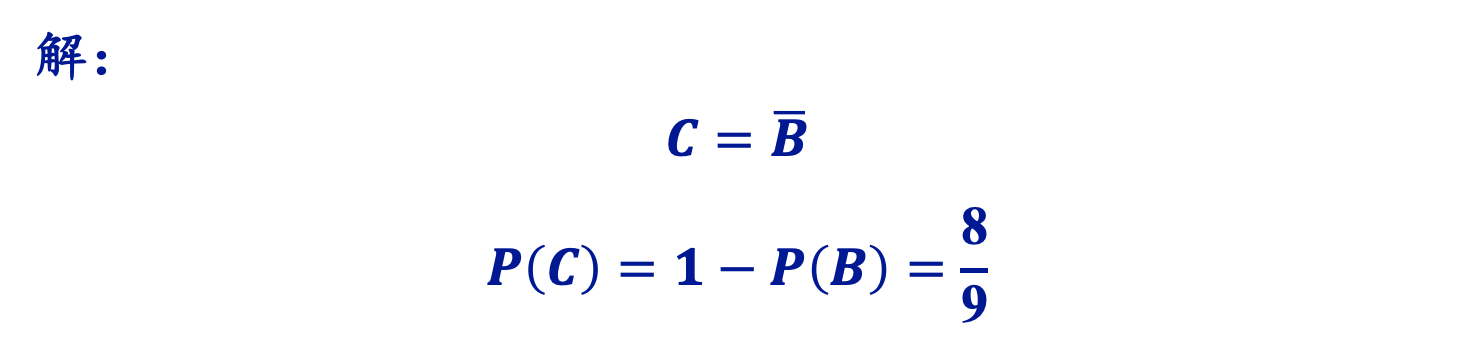 解：
C = B̅
P(C) = 1 − P(B) = 8/9